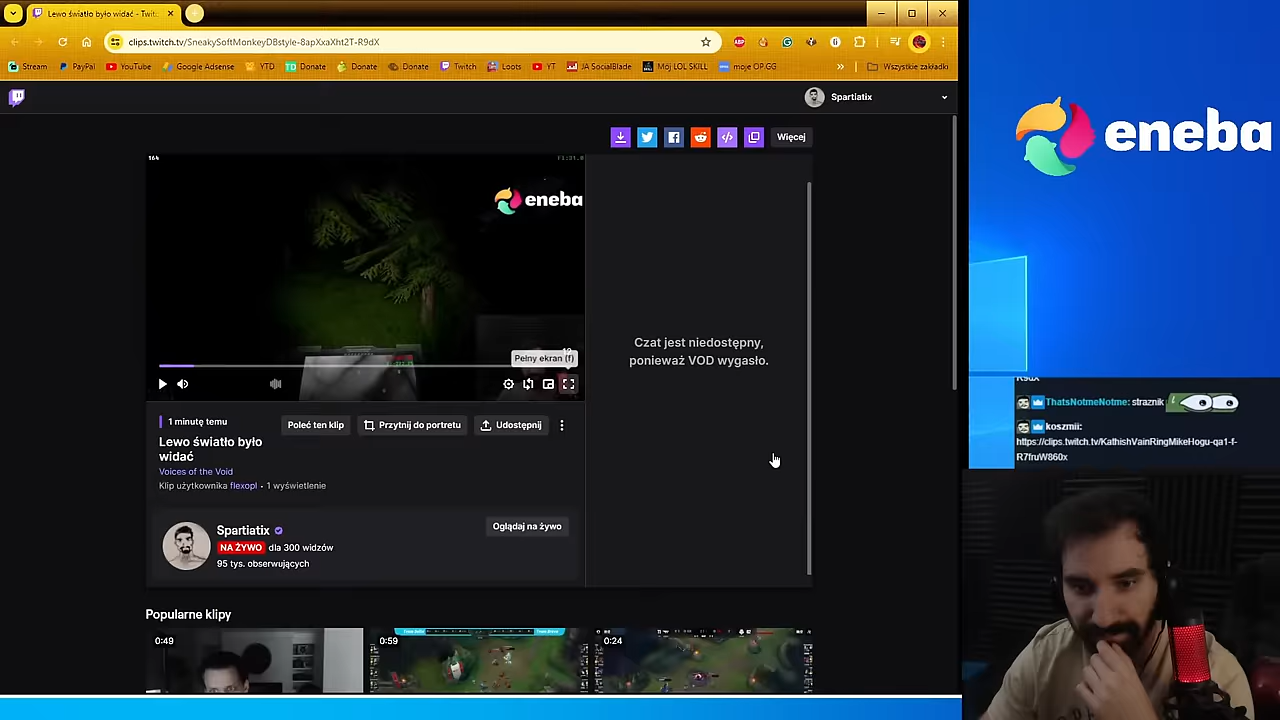 Lewo światło było widać - Twitc
clips.twitch.tv/SneakySoftMonkeyDBstyle-8apXxaXht2T-R9dX
Stream
PayPal
YouTube
Google Adsense
YTD
Donate
Donate
Donate
Twitch
Loots
YT
JA SocialBlade
Mój LOL SKILL
moje OP.GG
»
Wszystkie zakładki
Spartiatix
Więcej
164
eneba
Czat jest niedostępny,
ponieważ VOD wygasło.
Pełny ekran (f)
1 minutę temu
Poleć ten klip
Przytnij do portretu
Udostępnij
Lewo światło było
widać
Voices of the Void
Klip użytkownika flexopl • 1 wyświetlenie
Spartiatix
NA ŻYWO dla 300 widzów
95 tys. obserwujących
Oglądaj na żywo
Popularne klipy
0:49
0:59
0:24
eneba
R9dX
ThatsNotmeNotme: straznik
koszmii:
https://clips.twitch.tv/KathishVainRingMikeHogu-qa1-f-
R7fruW860x